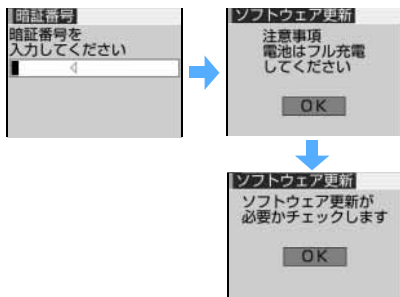 暗証番号
暗証番号を
入力してください
ソフトウェア更新
注意事項
電池はフル充電
してください
OK
ソフトウェア更新
ソフトウェア更新が
必要かチェックします
OK